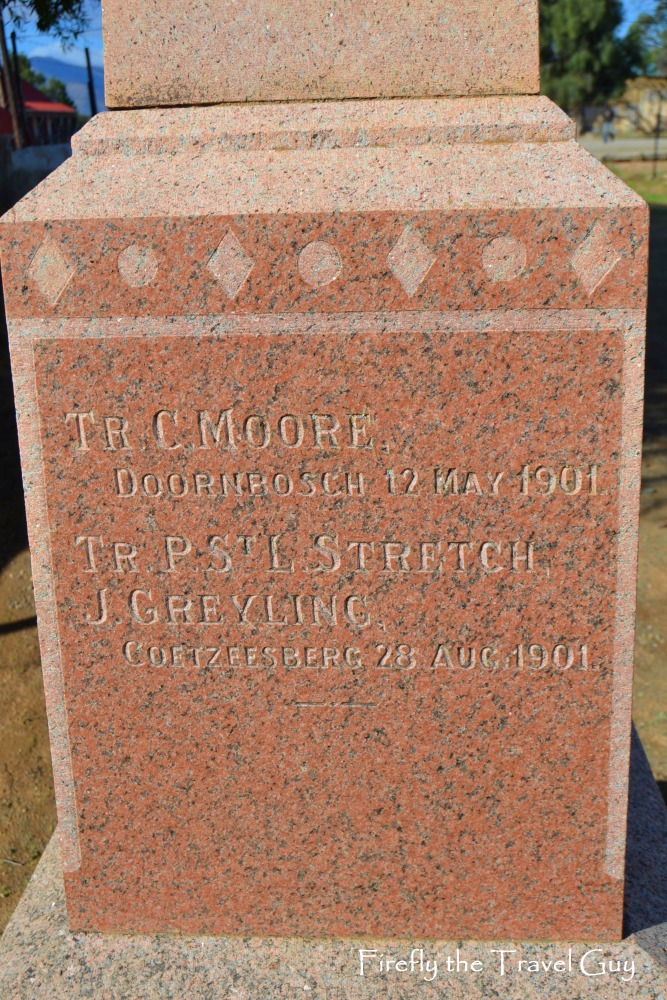 TR. C. MOORE,
DOORNBOSCH 12 MAY 1901.
TR. P. ST L. STRETCH,
J. GREYLING,
COETZEESBERG 28 AUG. 1901.
Firefly the Travel Guy